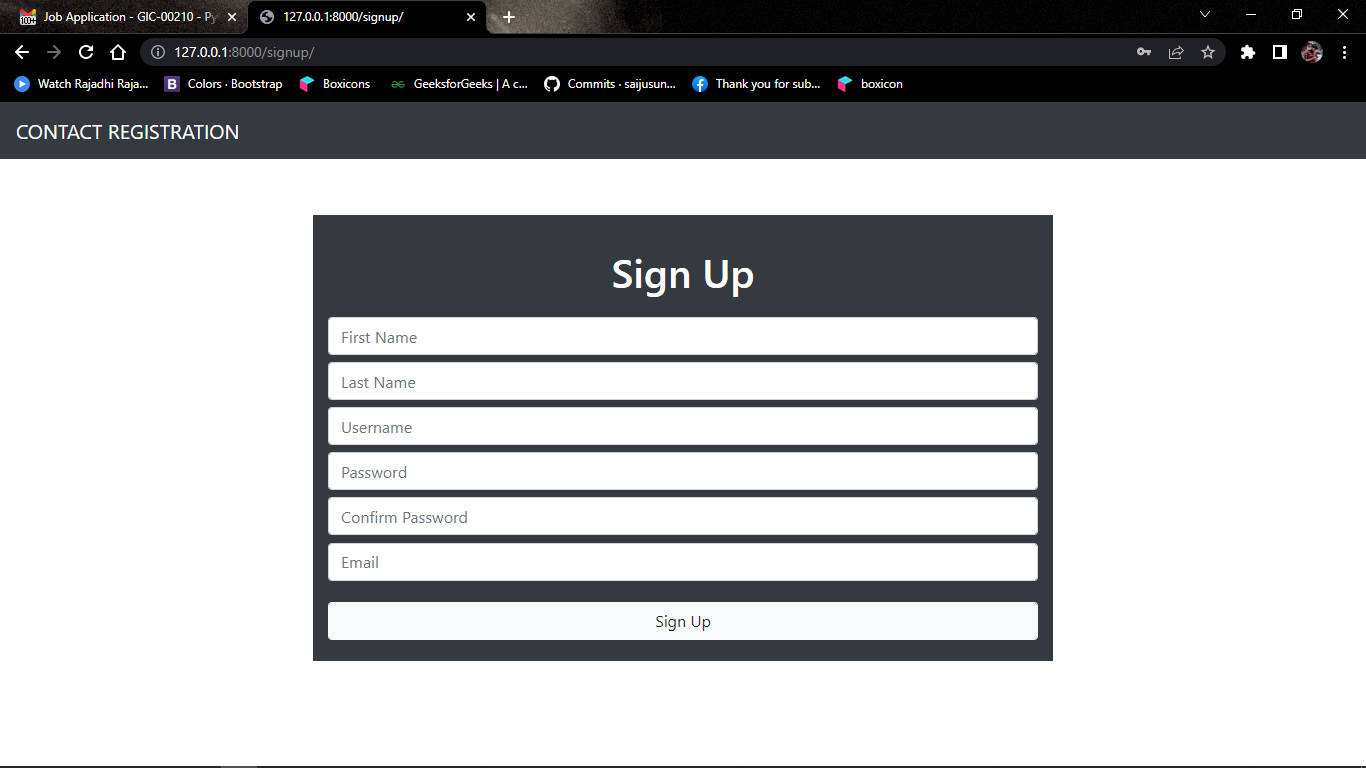 Job Application - GIC-00210 - Py
127.0.0.1:8000/signup/
127.0.0.1:8000/signup/
Watch Rajadhi Raja...
Colors · Bootstrap
Boxicons
GeeksforGeeks | A c...
Commits · saijusun...
Thank you for sub...
boxicon
CONTACT REGISTRATION
Sign Up
First Name
Last Name
Username
Password
Confirm Password
Email
Sign Up